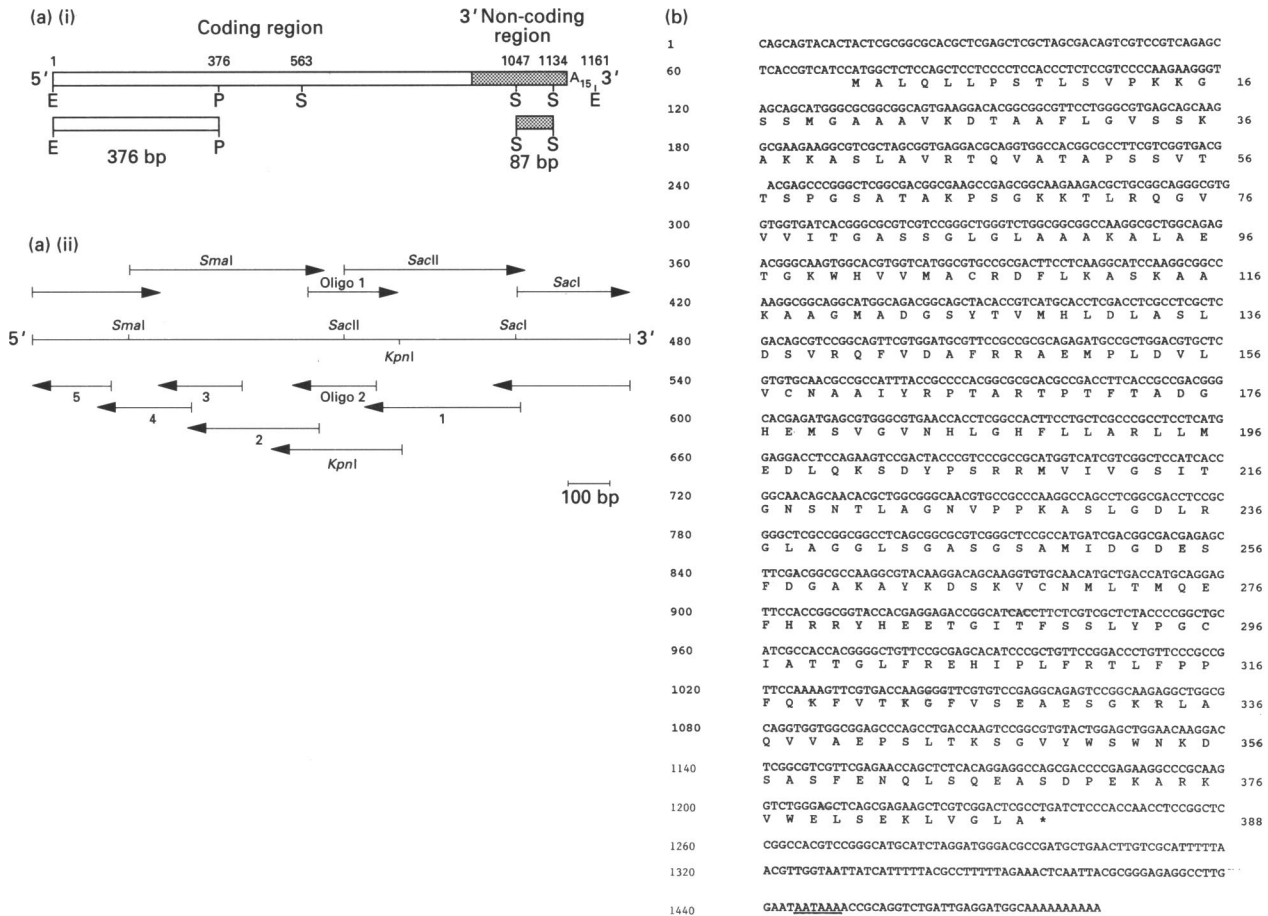 (a) (i)
Coding region
3′ Non-coding
region
1 376 563 1047 1134 1161
5′ A15 3′
E P S S S E
E 376 bp P S 87 bp S
(a) (ii)
SmaI SacII
Oligo 1 SacI
5′ SmaI SacII SacI 3′
KpnI
5 3 Oligo 2
4 2 1
KpnI
100 bp
(b)
1 CAGCAGTACACTACTCGCGGCGCACGCTCGAGCTCGCTAGCGACAGTCGTCCGTCAGAGC
60 TCACCGTCATCCATGGCTCTCCAGCTCCTCCCCTCCACCCTCTCCGTCCCCAAGAAGGGT
M A L Q L L P S T L S V P K K G 16
120 AGCAGCATGGGCGCGGCGGCAGTGAAGGACACGGCGGCGTTCCTGGGCGTGAGCAGCAAG
S S M G A A A V K D T A A F L G V S S K 36
180 GCGAAGAAGGCGTCGCTAGCGGTGAGGACGCAGGTGGCCACGGCGCCTTCGTCGGTGACG
A K K A S L A V R T Q V A T A P S S V T 56
240 ACGAGCCCGGGCTCGGCGACGGCGAAGCCGAGCGGCAAGAAGACGCTGCGGCAGGGCGTG
T S P G S A T A K P S G K K T L R Q G V 76
300 GTGGTGATCACGGGCGCGTCGTCCGGGCTGGGTCTGGCGGCGGCCAAGGCGCTGGCAGAG
V V I T G A S S G L G L A A A K A L A E 96
360 ACGGGCAAGTGGCACGTGGTCATGGCGTGCCGCGACTTCCTCAAGGCATCCAAGGCGGCC
T G K W H V V M A C R D F L K A S K A A 116
420 AAGGCGGCAGGCATGGCAGACGGCAGCTACACCGTCATGCACCTCGACCTCGCCTCGCTC
K A A G M A D G S Y T V M H L D L A S L 136
480 GACAGCGTCCGGCAGTTCGTGGATGCGTTCCGCCGCGCAGAGATGCCGCTGGACGTGCTC
D S V R Q F V D A F R R A E M P L D V L 156
540 GTGTGCAACGCCGCCATTTACCGCCCCACGGCGCGCACGCCGACCTTCACCGCCGACGGG
V C N A A I Y R P T A R T P T F T A D G 176
600 CACGAGATGAGCGTGGGCGTGAACCACCTCGGCCACTTCCTGCTCGCCCGCCTCCTCATG
H E M S V G V N H L G H F L L A R L L M 196
660 GAGGACCTCCAGAAGTCCGACTACCCGTCCCGCCGCATGGTCATCGTCGGCTCCATCACC
E D L Q K S D Y P S R R M V I V G S I T 216
720 GGCAACAGCAACACGCTGGCGGGCAACGTGCCGCCCAAGGCCAGCCTCGGCGACCTCCGC
G N S N T L A G N V P P K A S L G D L R 236
780 GGGCTCGCCGGCGGCCTCAGCGGCGCGTCGGGCTCCGCCATGATCGACGGCGACGAGAGC
G L A G G L S G A S G S A M I D G D E S 256
840 TTCGACGGCGCCAAGGCGTACAAGGACAGCAAGGTGTGCAACATGCTGACCATGCAGGAG
F D G A K A Y K D S K V C N M L T M Q E 276
900 TTCCACCGGCGGTACCACGAGGAGACCGGCATCACCTTCTCGTCGCTCTACCCCGGCTGC
F H R R Y H E E T G I T F S S L Y P G C 296
960 ATCGCCACCACGGGGCTGTTCCGCGAGCACATCCCGCTGTTCCGGACCCTGTTCCCGCCG
I A T T G L F R E H I P L F R T L F P P 316
1020 TTCCAAAAGTTCGTGACCAAGGGGTTCGTGTCCGAGGCAGAGTCCGGCAAGAGGCTGGCG
F Q K F V T K G F V S E A E S G K R L A 336
1080 CAGGTGGTGGCGGAGCCCAGCCTGACCAAGTCCGGCGTGTACTGGAGCTGGAACAAGGAC
Q V V A E P S L T K S G V Y W S W N K D 356
1140 TCGGCGTCGTTCGAGAACCAGCTCTCACAGGAGGCCAGCGACCCCGAGAAGGCCCGCAAG
S A S F E N Q L S Q E A S D P E K A R K 376
1200 GTCTGGGAGCTCAGCGAGAAGCTCGTCGGACTCGCCTGATCTCCCACCAACCTCCGGCTC
V W E L S E K L V G L A * 388
1260 CGGCCACGTCCGGGCATGCATCTAGGATGGGACGCCGATGCTGAACTTGTCGCATTTTTA
1320 ACGTTGGTAATTATCATTTTTACGCCTTTTTAGAAACTCAATTACGCGGGAGAGGCCTTG
1440 GAATAATAAAACCGCAGGTCTGATTGAGGATGGCAAAAAAAAAA